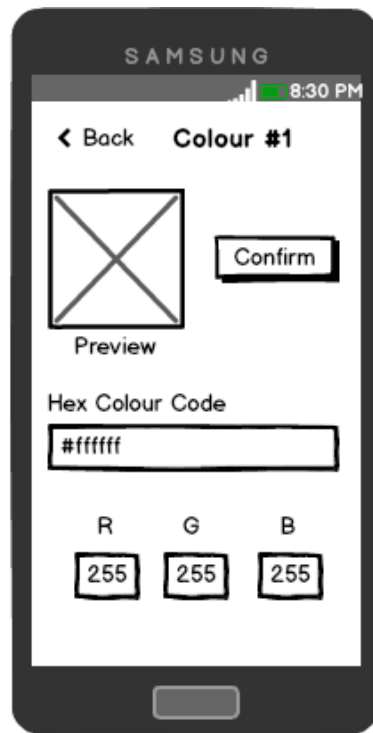 SAMSUNG
8:30 PM
Back Colour #1
Confirm
Preview
Hex Colour Code
#ffffff
R G B
255 255 255